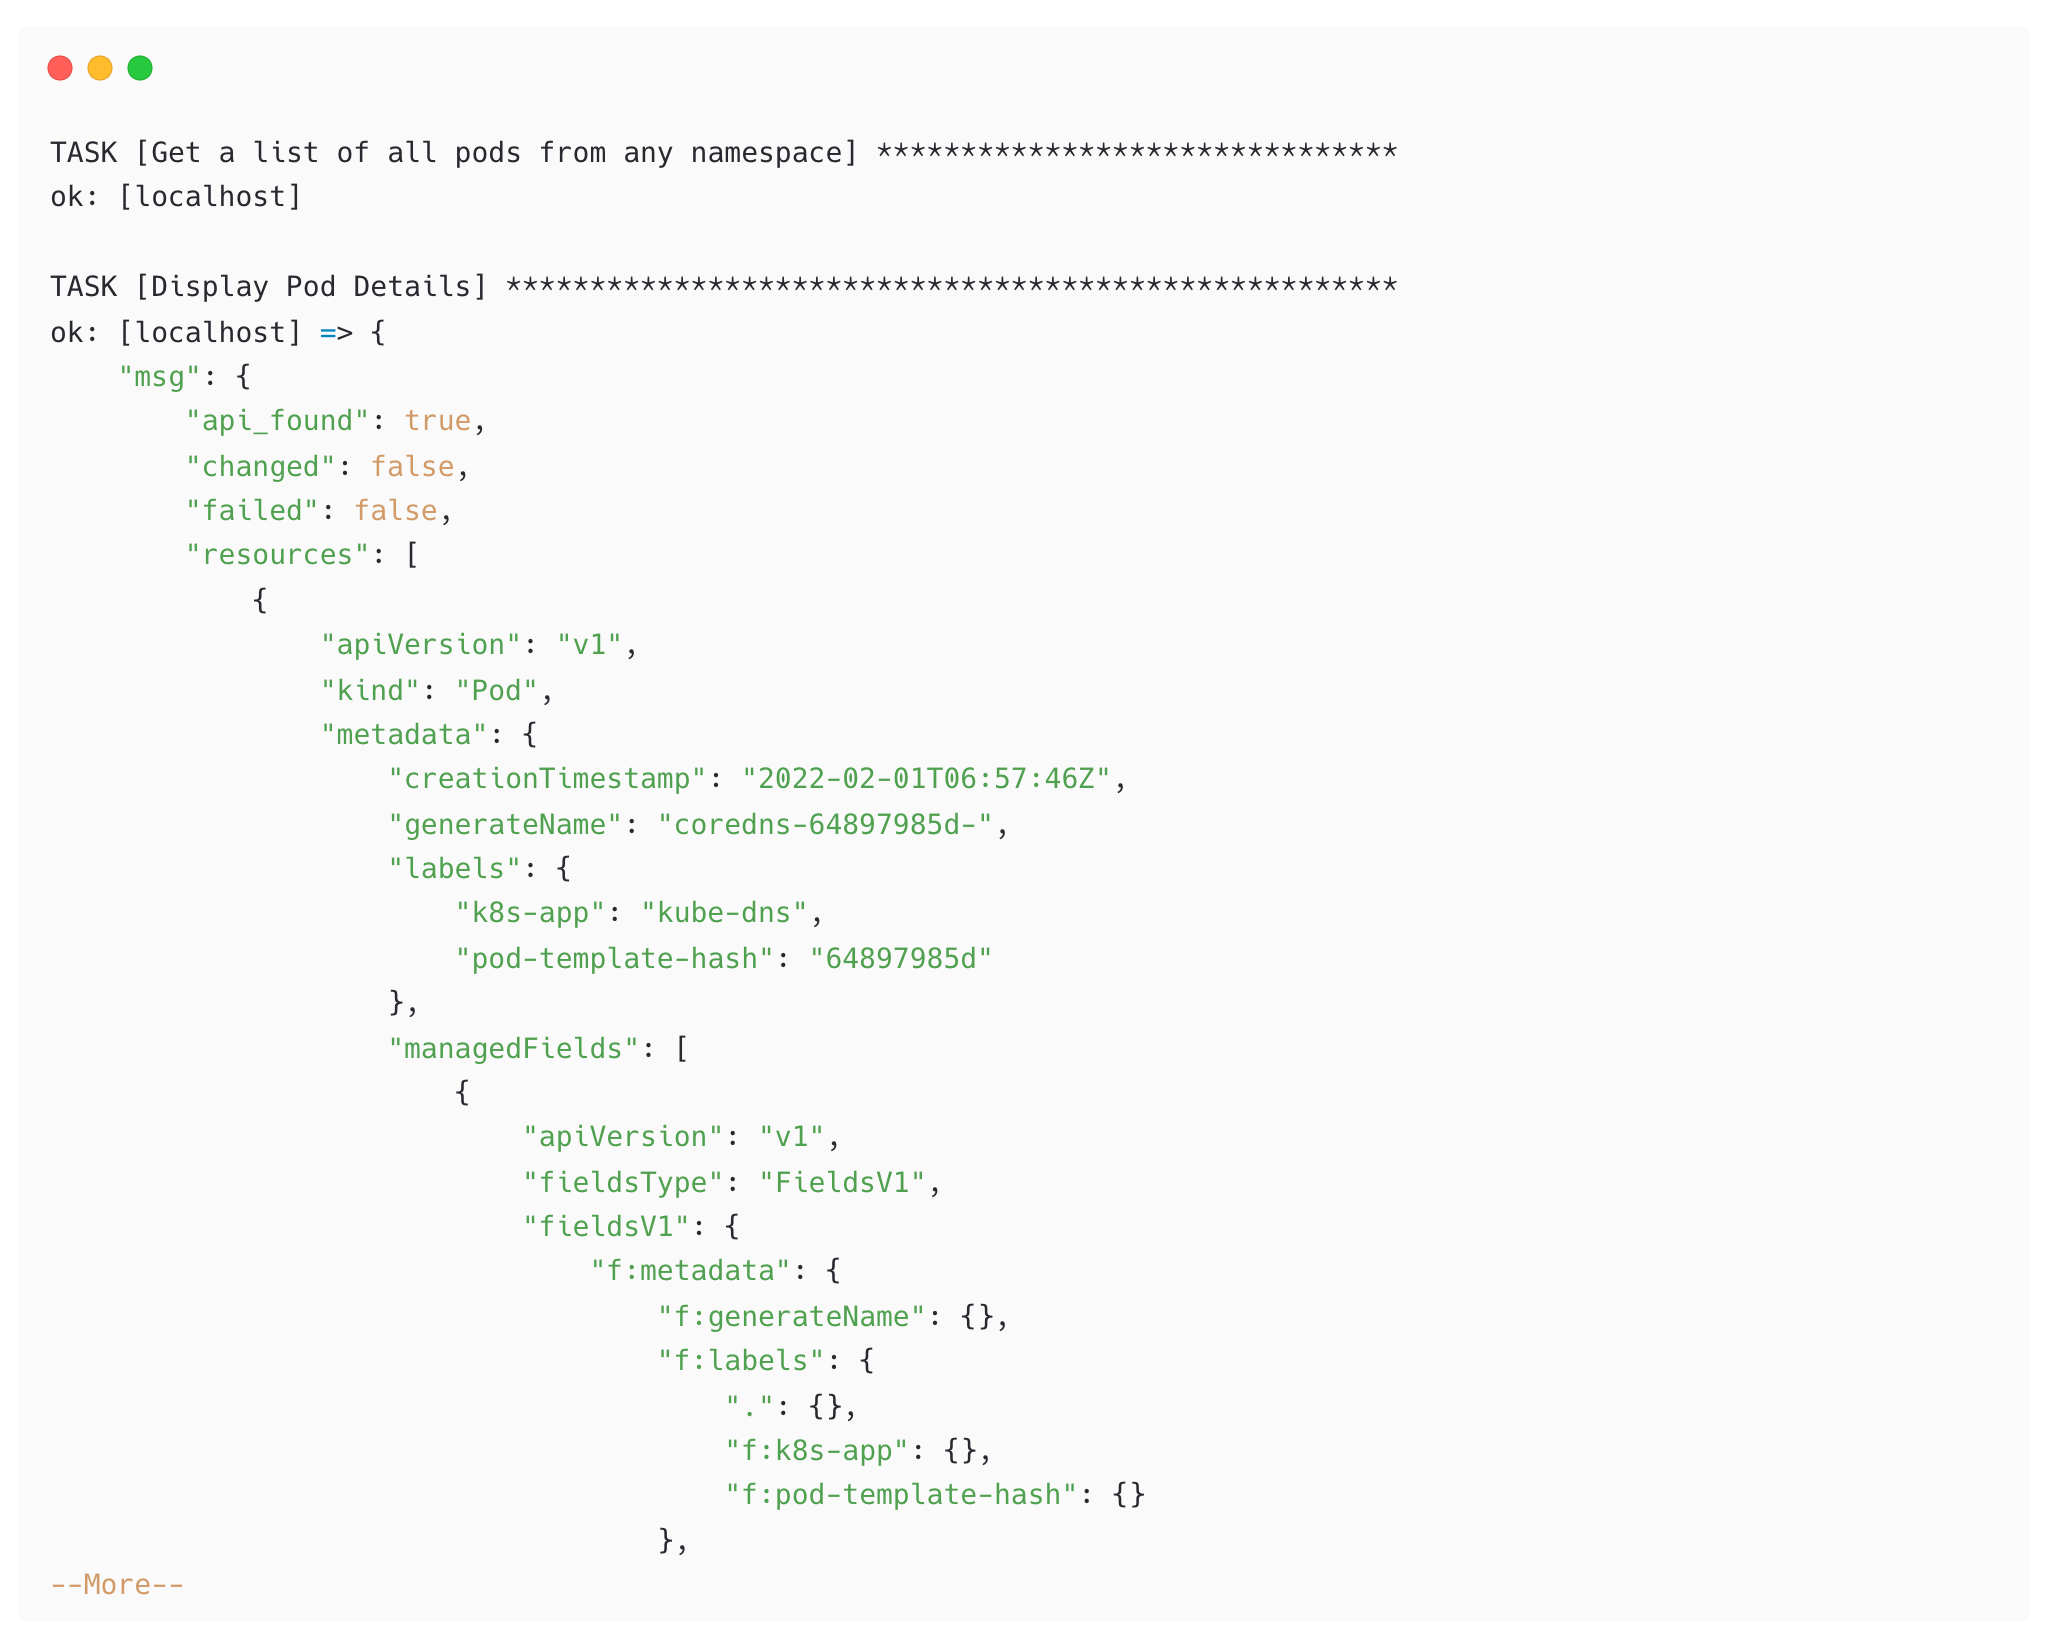 TASK [Get a list of all pods from any namespace] *******************************
ok: [localhost]

TASK [Display Pod Details] *****************************************************
ok: [localhost] => {
    "msg": {
        "api_found": true,
        "changed": false,
        "failed": false,
        "resources": [
            {
                "apiVersion": "v1",
                "kind": "Pod",
                "metadata": {
                    "creationTimestamp": "2022-02-01T06:57:46Z",
                    "generateName": "coredns-64897985d-",
                    "labels": {
                        "k8s-app": "kube-dns",
                        "pod-template-hash": "64897985d"
                    },
                    "managedFields": [
                        {
                            "apiVersion": "v1",
                            "fieldsType": "FieldsV1",
                            "fieldsV1": {
                                "f:metadata": {
                                    "f:generateName": {},
                                    "f:labels": {
                                        ".": {},
                                        "f:k8s-app": {},
                                        "f:pod-template-hash": {}
                                    },
--More--